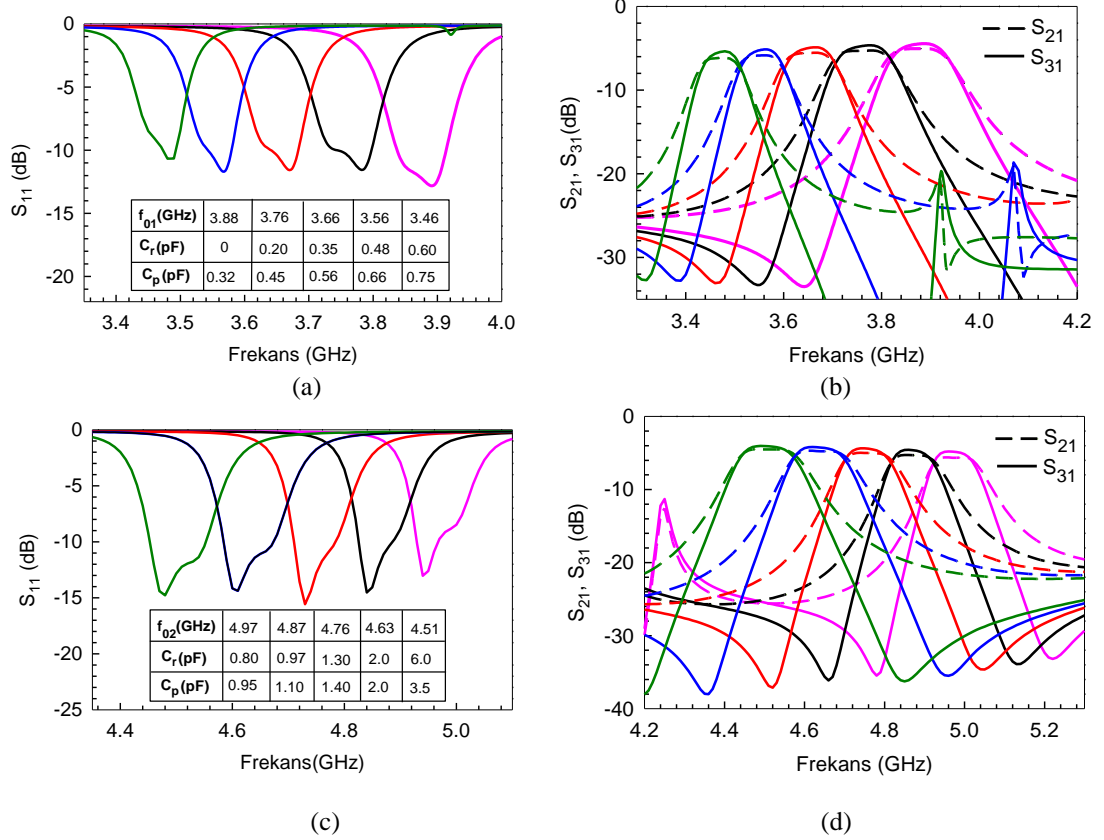 0
-5
-10
-15
-20
S11 (dB)
f01(GHz) 3.88 3.76 3.66 3.56 3.46
Cr(pF) 0 0.20 0.35 0.48 0.60
Cp(pF) 0.32 0.45 0.56 0.66 0.75
3.4 3.5 3.6 3.7 3.8 3.9 4.0
Frekans (GHz)
(a)
0
-10
-20
-30
S21, S31(dB)
S21
S31
3.4 3.6 3.8 4.0 4.2
Frekans (GHz)
(b)
0
-5
-10
-15
-20
-25
S11 (dB)
f02(GHz) 4.97 4.87 4.76 4.63 4.51
Cr(pF) 0.80 0.97 1.30 2.0 6.0
Cp(pF) 0.95 1.10 1.40 2.0 3.5
4.4 4.6 4.8 5.0
Frekans(GHz)
(c)
0
-10
-20
-30
-40
S21, S31 (dB)
S21
S31
4.2 4.4 4.6 4.8 5.0 5.2
Frekans (GHz)
(d)